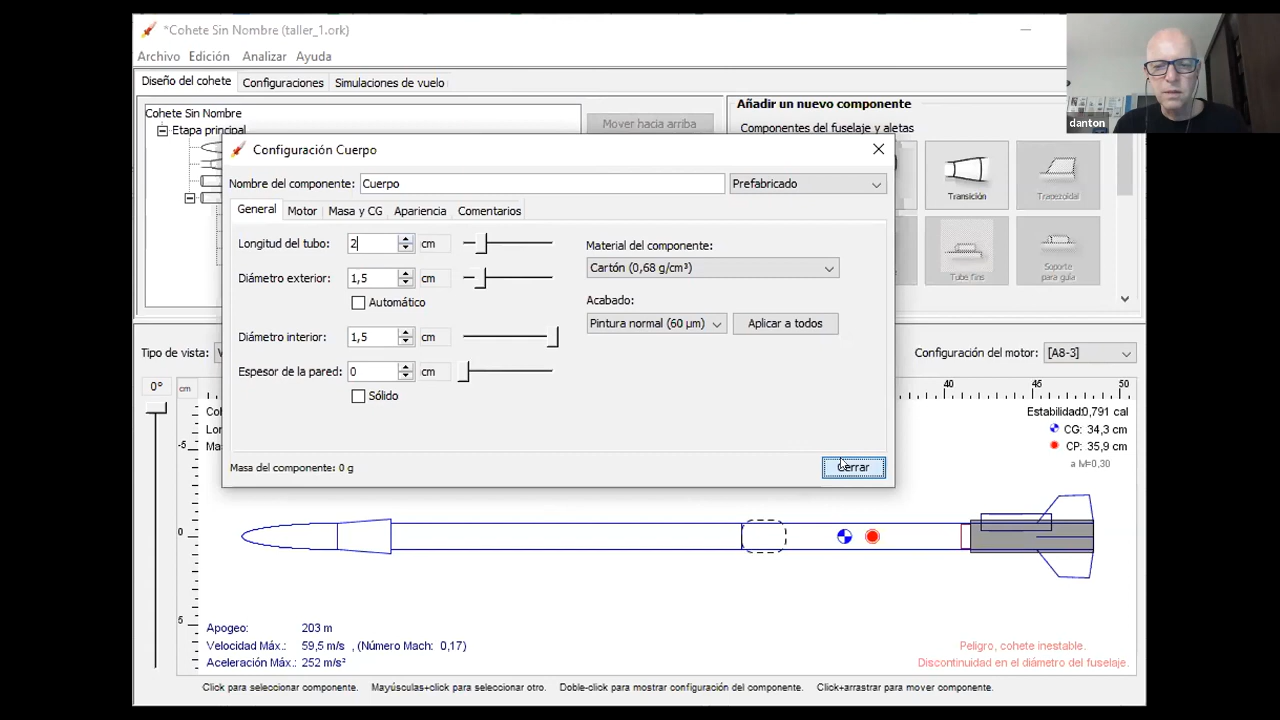 *Cohete Sin Nombre (taller_1.ork)
Archivo Edición Analizar Ayuda
Diseño del cohete Configuraciones Simulaciones de vuelo
danton
Cohete Sin Nombre
Etapa principal
Mover hacia arriba
Añadir un nuevo componente
Componentes del fuselaje y aletas
Transición
Trapezoidal
Tube fins
Soporte
para guía
Configuración Cuerpo
Nombre del componente: Cuerpo
Prefabricado
General Motor Masa y CG Apariencia Comentarios
Longitud del tubo: 2 cm
Diámetro exterior: 1,5 cm
Automático
Diámetro interior: 1,5 cm
Espesor de la pared: 0 cm
Sólido
Material del componente:
Cartón (0,68 g/cm³)
Acabado:
Pintura normal (60 µm) Aplicar a todos
Masa del componente: 0 g
Cerrar
Tipo de vista:
Configuración del motor: [A8-3]
0°
cm
40 45 50
-5
0
5
Estabilidad:0,791 cal
CG: 34,3 cm
CP: 35,9 cm
a M=0,30
Apogeo: 203 m
Velocidad Máx.: 59,5 m/s , (Número Mach: 0,17)
Aceleración Máx.: 252 m/s²
Peligro, cohete inestable.
Discontinuidad en el diámetro del fuselaje.
Click para seleccionar componente. Mayúsculas+click para seleccionar otro. Doble-click para mostrar configuración del componente. Click+arrastrar para mover componente.